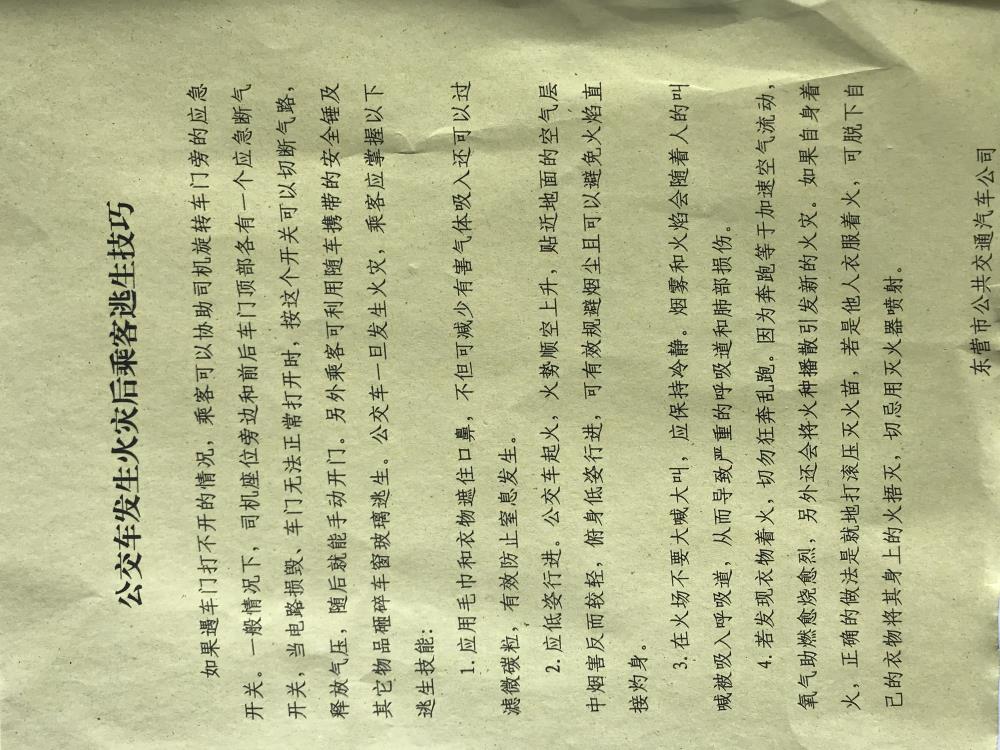 公交车发生火灾后乘客逃生技巧
如果遇车门打不开的情况，乘客可以协助司机旋转车门旁的应急
开关。一般情况下，司机座位旁边和前后车门顶部各有一个应急断气
开关，当电路损毁、车门无法正常打开时，按这个开关可以切断气路，
释放气压，随后就能手动开门。另外乘客可利用随车携带的安全锤及
其它物品砸碎车窗玻璃逃生。公交车一旦发生火灾，乘客应掌握以下
逃生技能：
1.应用毛巾和衣物遮住口鼻，不但可减少有害气体吸入还可以过
滤微碳粒，有效防止窒息发生。
2.应低姿行进。公交车起火，火势顺空上升，贴近地面的空气层
中烟害反而较轻，俯身低姿行进，可有效规避烟尘且可以避免火焰直
接灼身。
3.在火场不要大喊大叫，应保持冷静。烟雾和火焰会随着人的叫
喊被吸入呼吸道，从而导致严重的呼吸道和肺部损伤。
4.若发现衣物着火，切勿狂奔乱跑。因为奔跑等于加速空气流动，
氧气助燃愈烧愈烈，另外还会将火种播散引发新的火灾。如果自身着
火，正确的做法是就地打滚压灭火苗，若是他人衣服着火，可脱下自
己的衣物将其身上的火捂灭，切忌用灭火器喷射。
东营市公共交通汽车公司